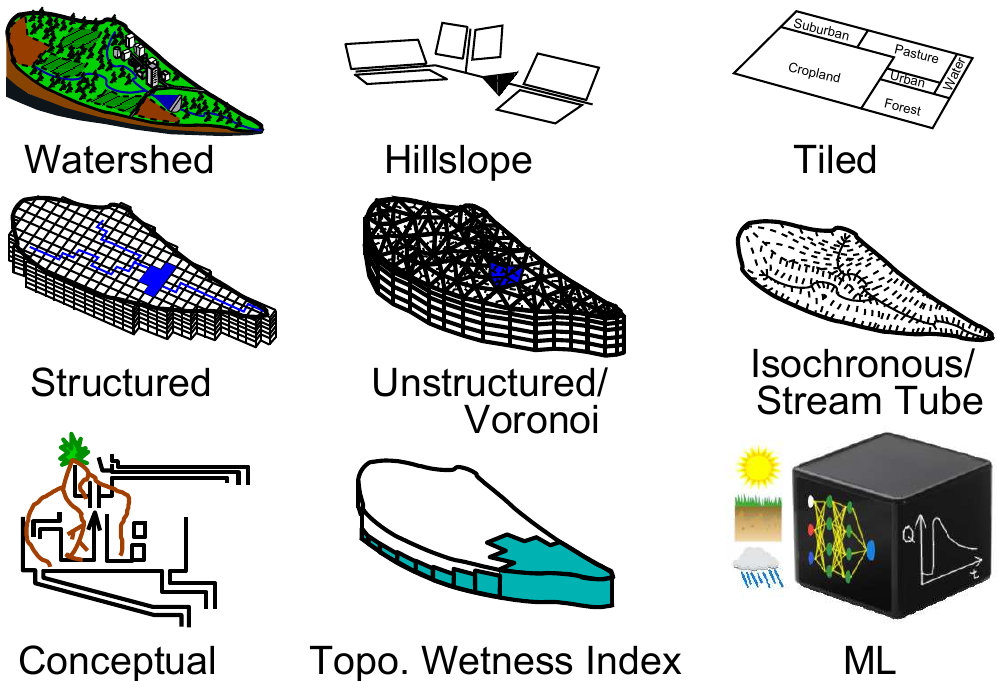 Suburban
Pasture
Water
Cropland
Urban
Forest
Watershed
Hillslope
Tiled
Structured
Unstructured/
Voronoi
Isochronous/
Stream Tube
Q
t
Conceptual
Topo. Wetness Index
ML